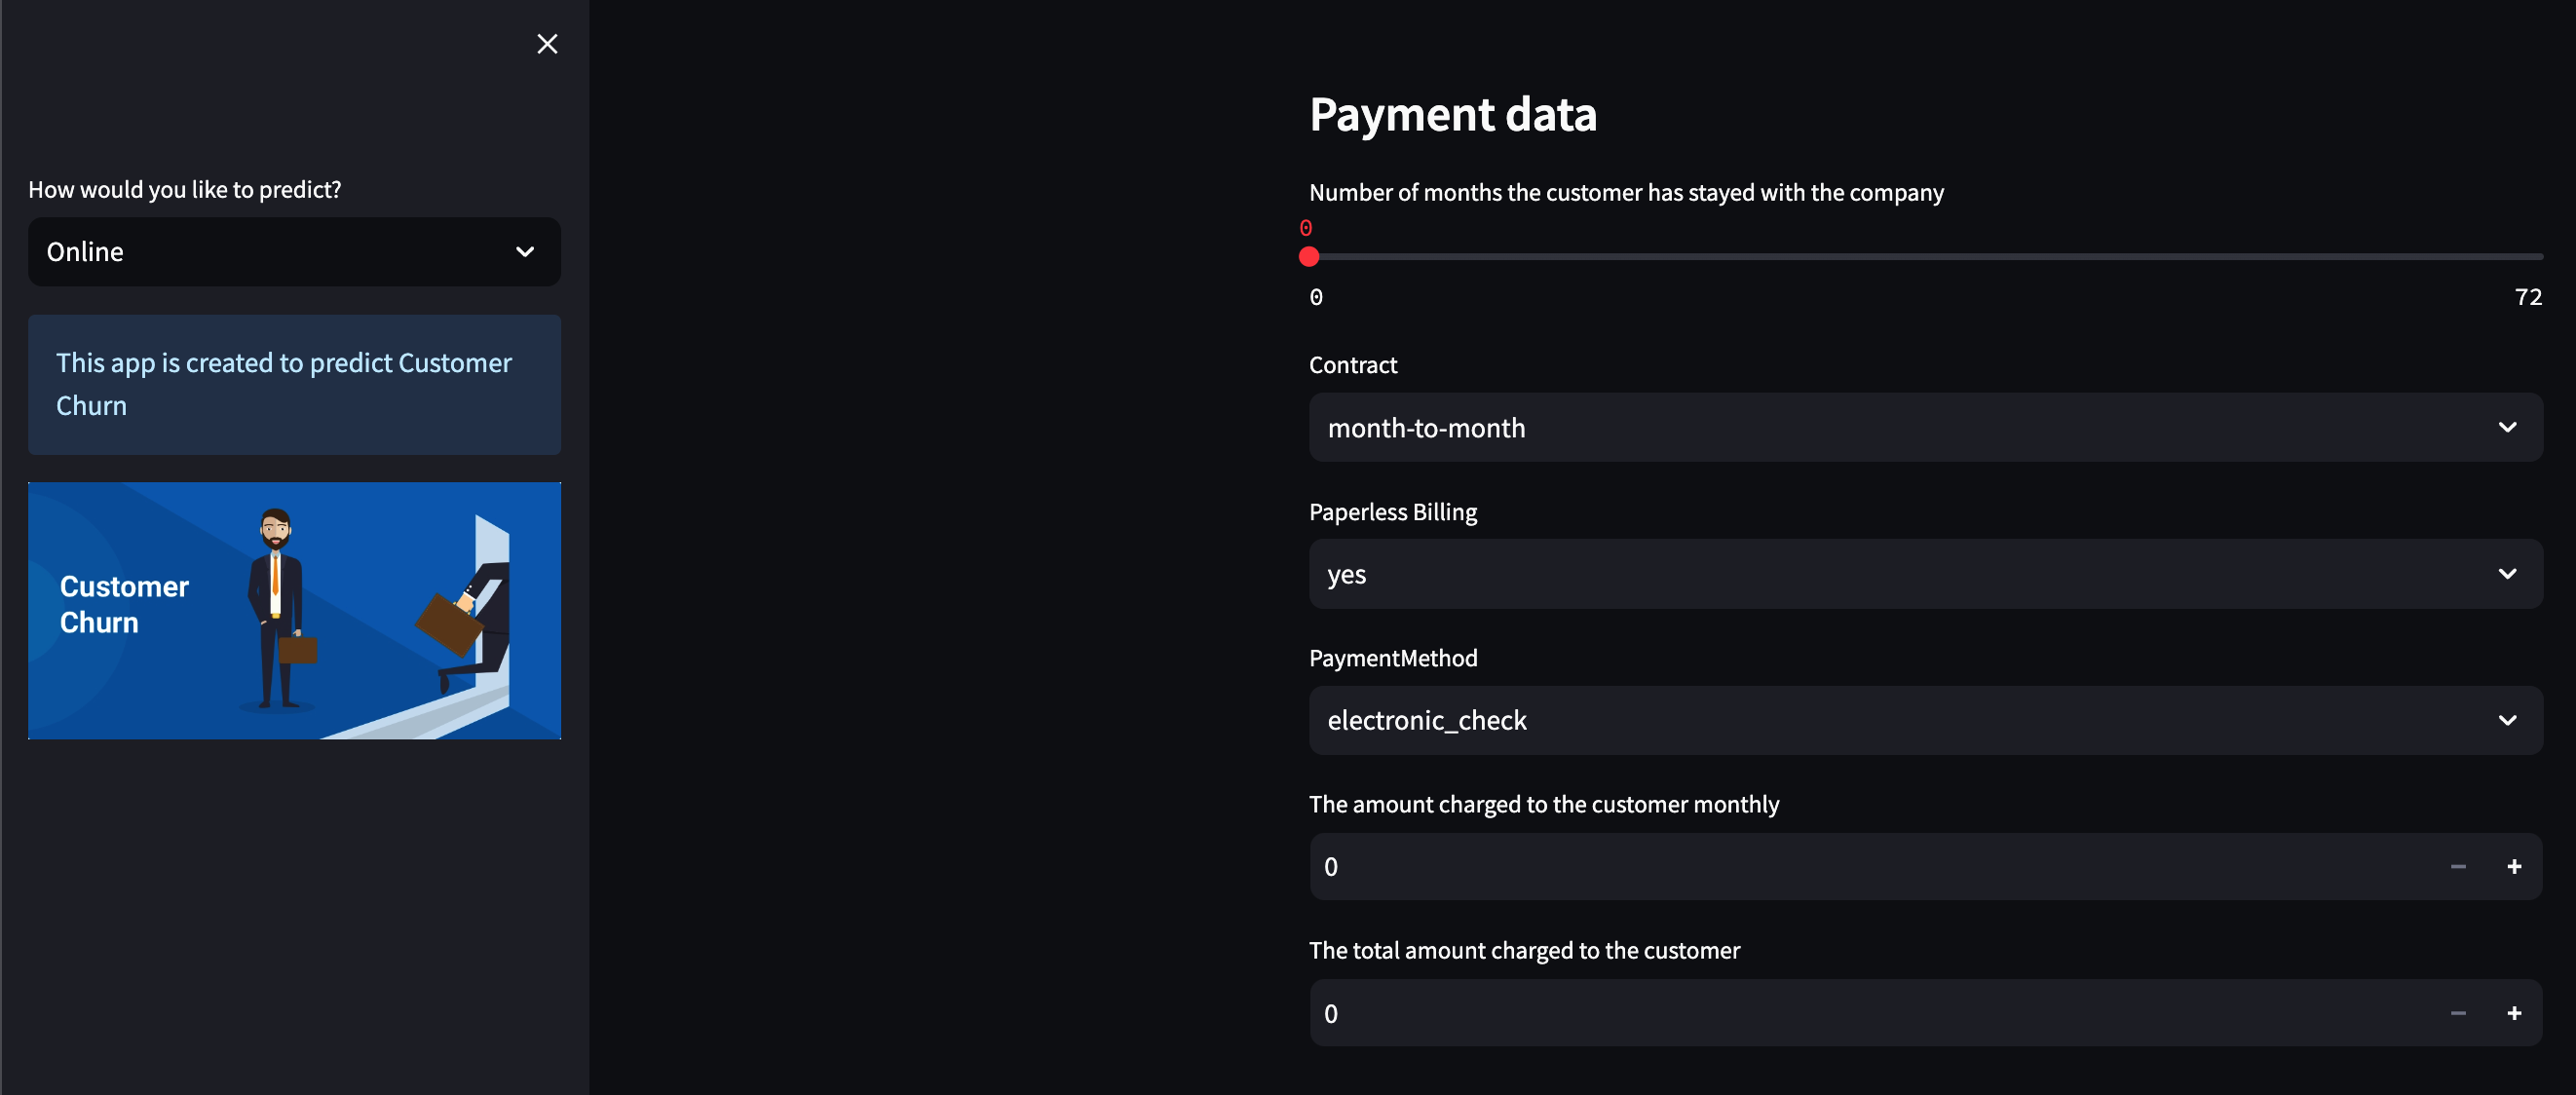 How would you like to predict?
Online
This app is created to predict Customer
Churn
Customer
Churn
Payment data
Number of months the customer has stayed with the company
0
0
72
Contract
month-to-month
Paperless Billing
yes
PaymentMethod
electronic_check
The amount charged to the customer monthly
0
The total amount charged to the customer
0